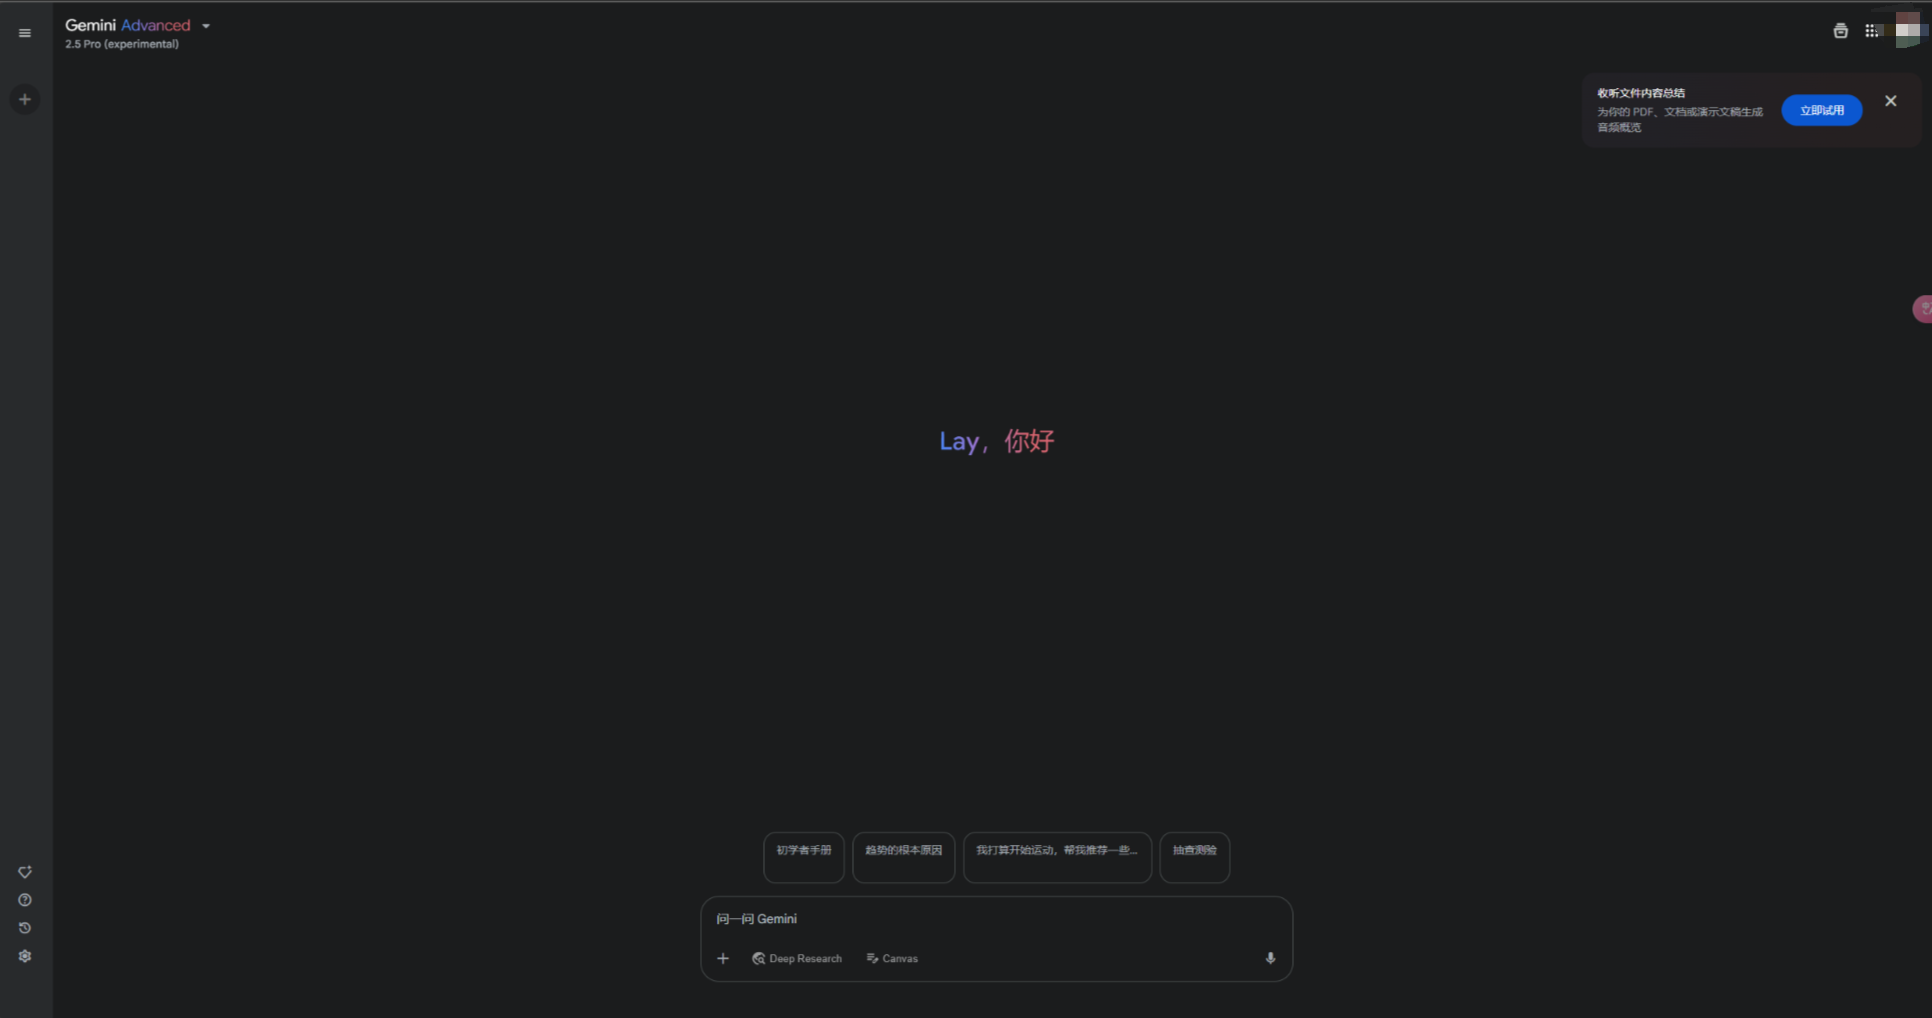 Gemini Advanced
2.5 Pro (experimental)
收听文件内容总结
为你的 PDF、文档或演示文稿生成
音频概览
立即试用
Lay，你好
初学者手册
趋势的根本原因
我打算开始运动，帮我推荐一些...
抽查测验
问一问 Gemini
Deep Research
Canvas